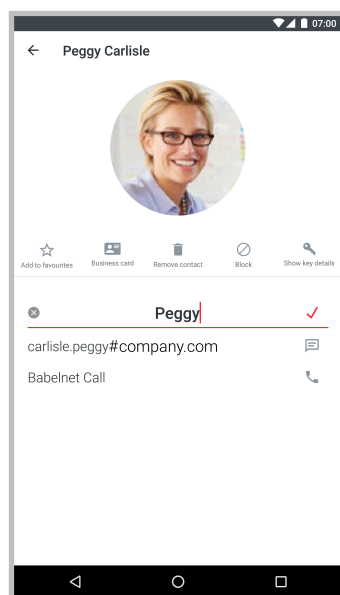 07:00
Peggy Carlisle
Add to favourites Business card Remove contact Block Show key details
Peggy
carlisle.peggy#company.com
Babelnet Call